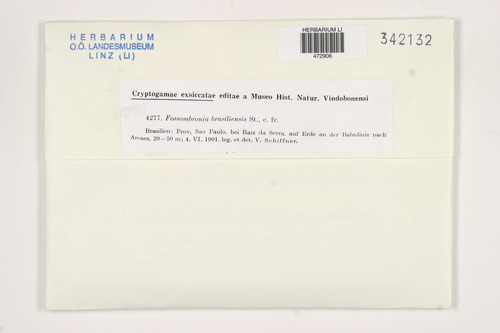 HERBARIUM
O.Ö. LANDESMUSEUM
LINZ (LI)
HERBARIUM LI
472906
342132
Cryptogamae exsiccatae editae a Museo Hist. Natur. Vindobonensi
4277. Fossombronia brasiliensis St., c. fr.
Brasilien: Prov. Sao Paulo, bei Raiz da Serra, auf Erde an der Bahnlinie nach
Areaes, 20—50 m; 4. VI. 1901, leg. et det. V. Schiffner.